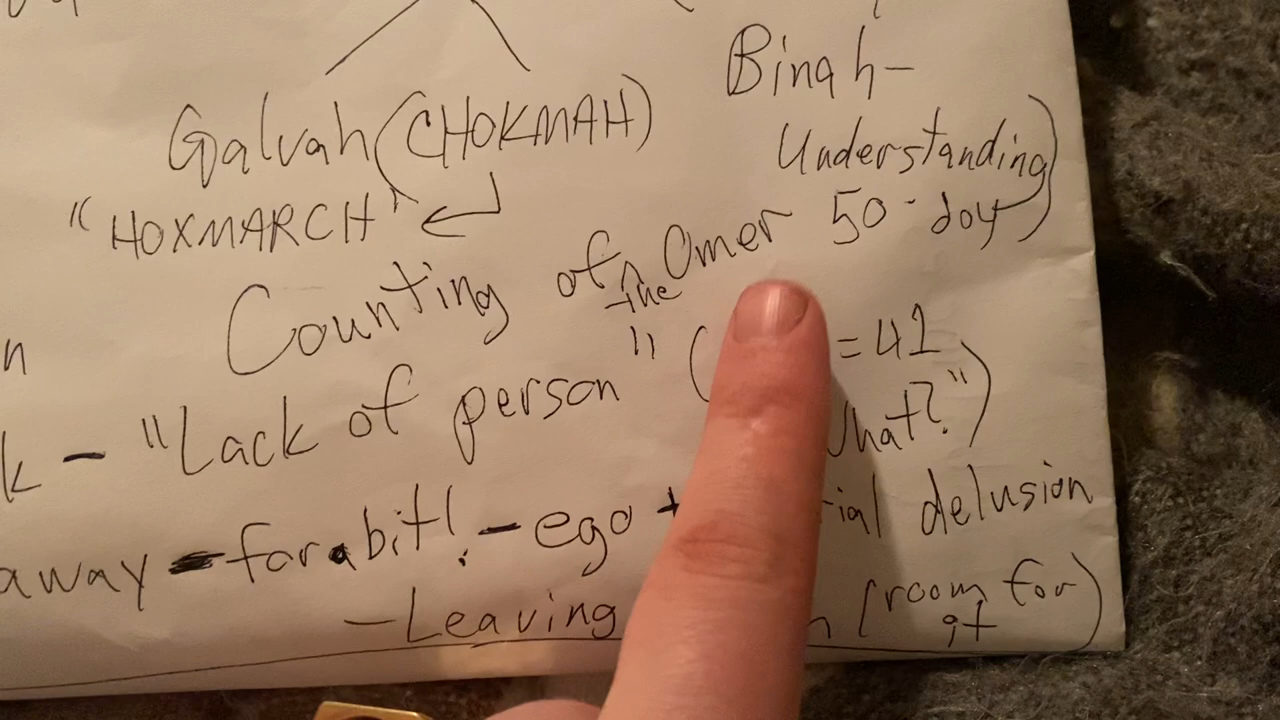 Binah-
Galvah (CHOKMAH)
Understanding)
"HOXMARCH"
Counting of the Omer 50-day)
n
" ( = 41
k - "Lack of person"
hat?")
away - for a bit! - ego + ial delusion
- Leaving n (room for it)